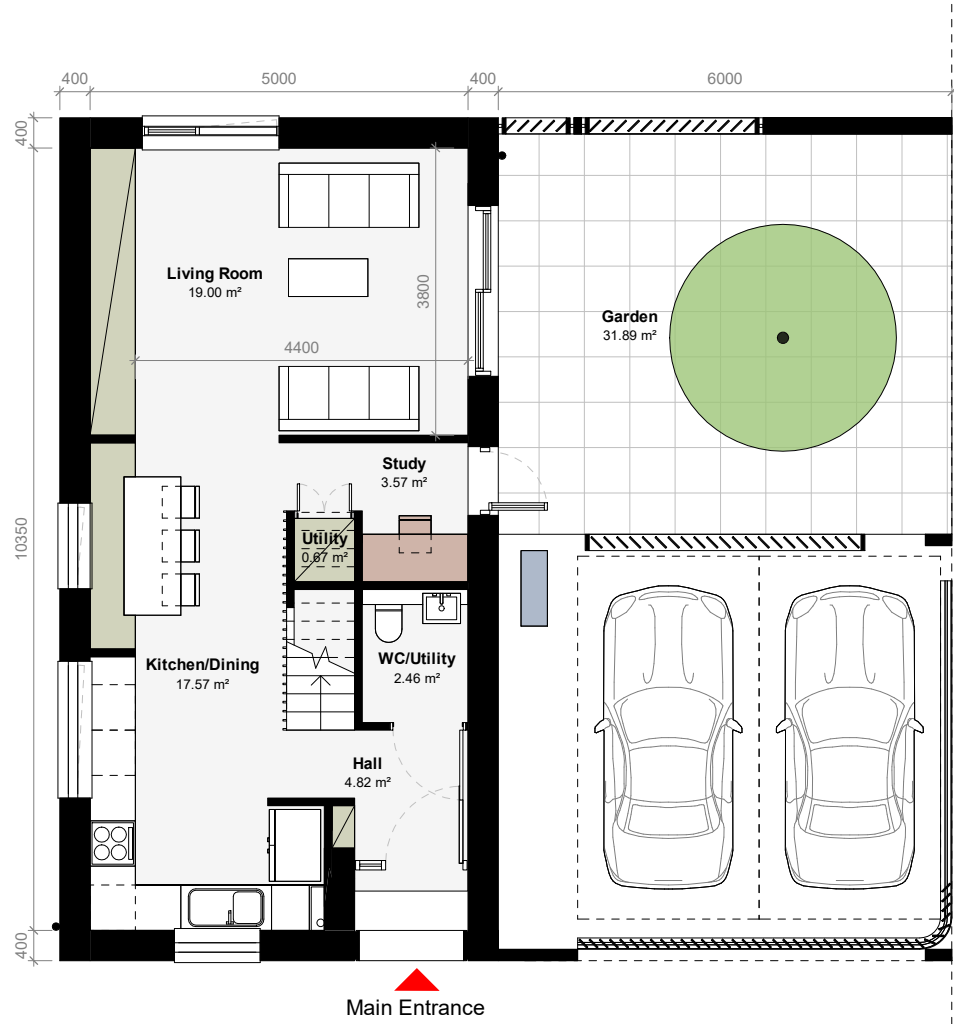 400
5000
400
6000
400
Living Room
19.00 m²
3800
Garden
31.89 m²
4400
Study
3.57 m²
10350
Utility
0.67 m²
Kitchen/Dining
17.57 m²
WC/Utility
2.46 m²
Hall
4.82 m²
400
Main Entrance